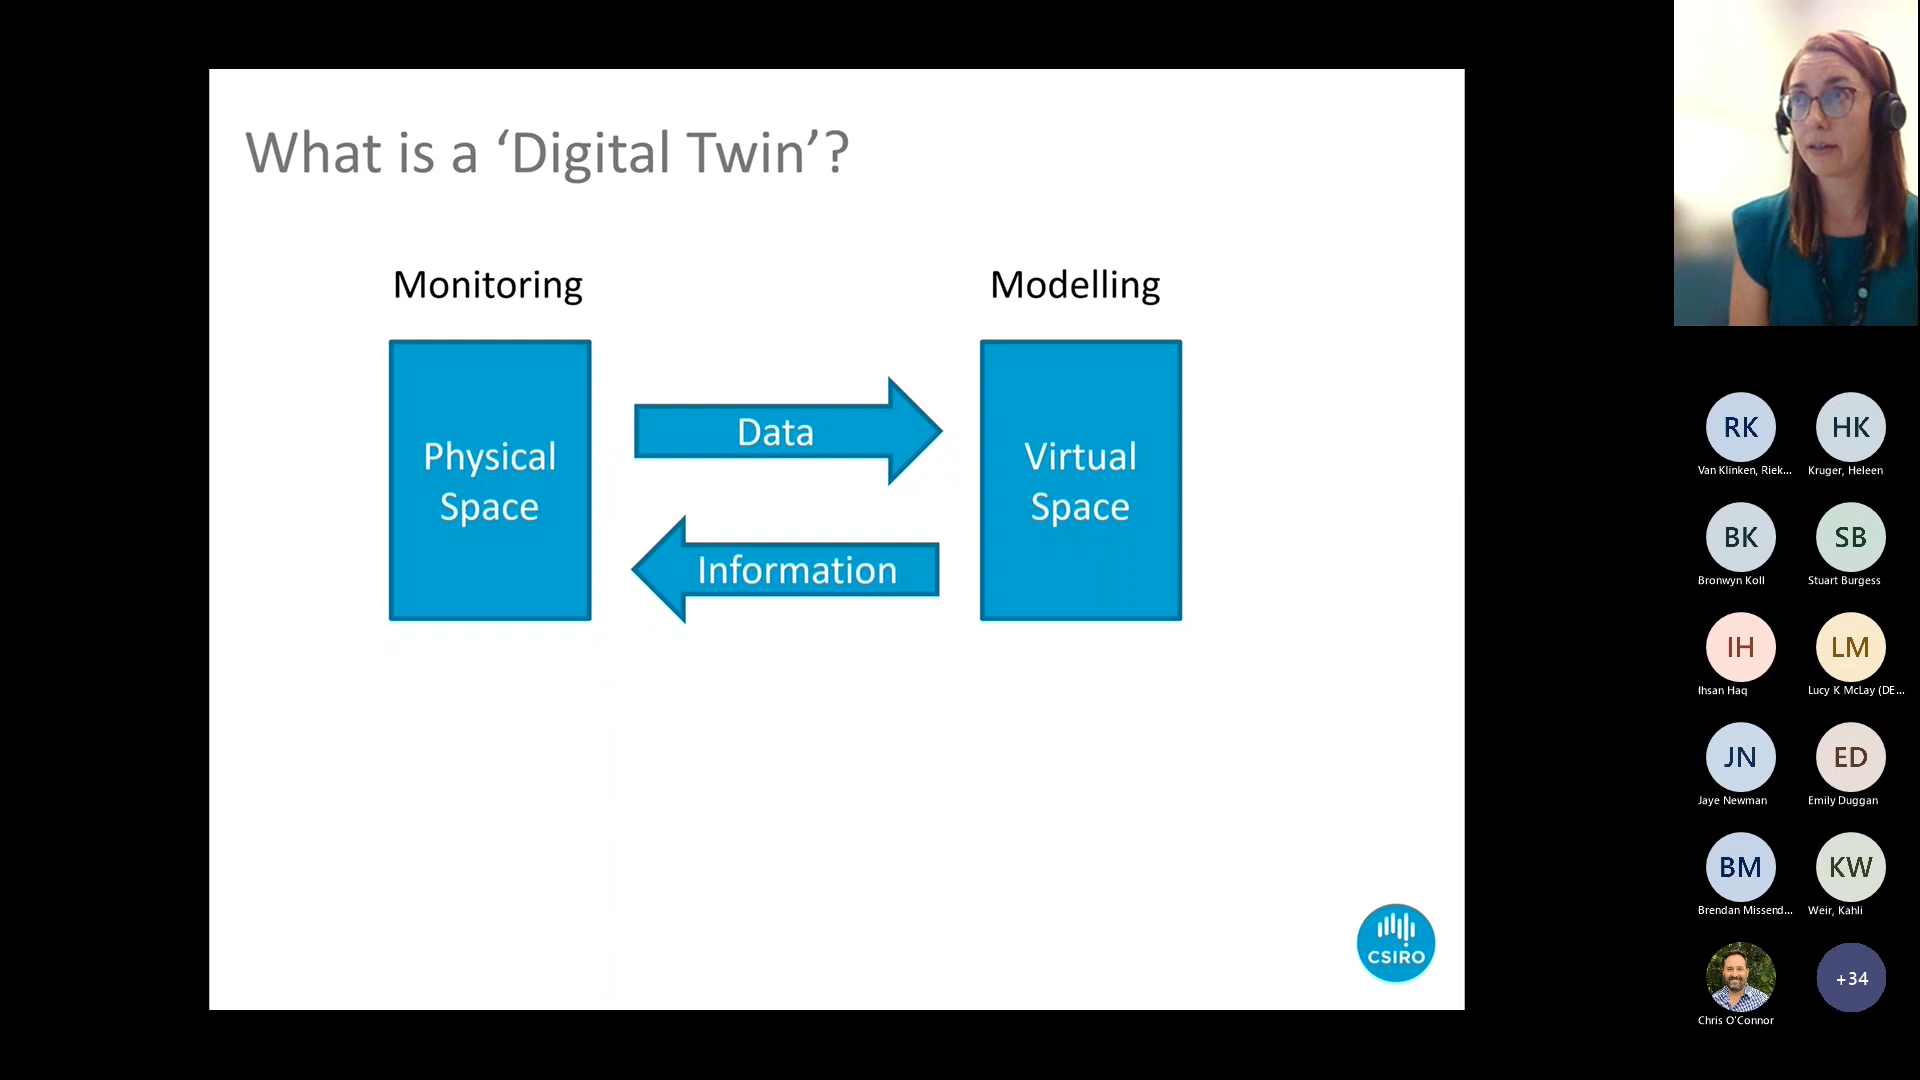 What is a ‘Digital Twin’?
Monitoring
Modelling
Physical
Space
Data
Information
Virtual
Space
CSIRO
RK
Van Klinken, Riek...
HK
Kruger, Heleen
BK
Bronwyn Koll
SB
Stuart Burgess
IH
Ihsan Haq
LM
Lucy K McLay (DE...
JN
Jaye Newman
ED
Emily Duggan
BM
Brendan Missend...
KW
Weir, Kahli
Chris O'Connor
+34